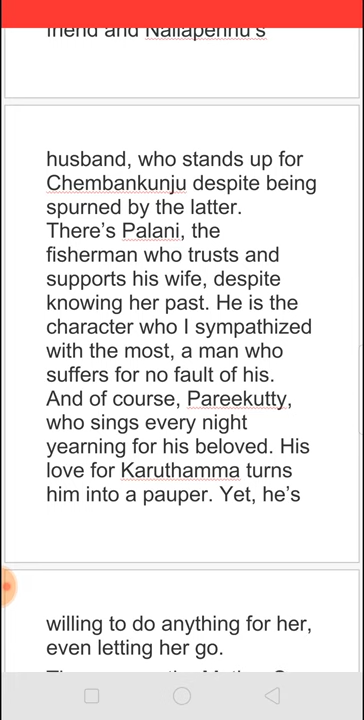 friend and Nallapennu's
husband, who stands up for
Chembankunju despite being
spurned by the latter.
There's Palani, the
fisherman who trusts and
supports his wife, despite
knowing her past. He is the
character who I sympathized
with the most, a man who
suffers for no fault of his.
And of course, Pareekutty,
who sings every night
yearning for his beloved. His
love for Karuthamma turns
him into a pauper. Yet, he's
willing to do anything for her,
even letting her go.